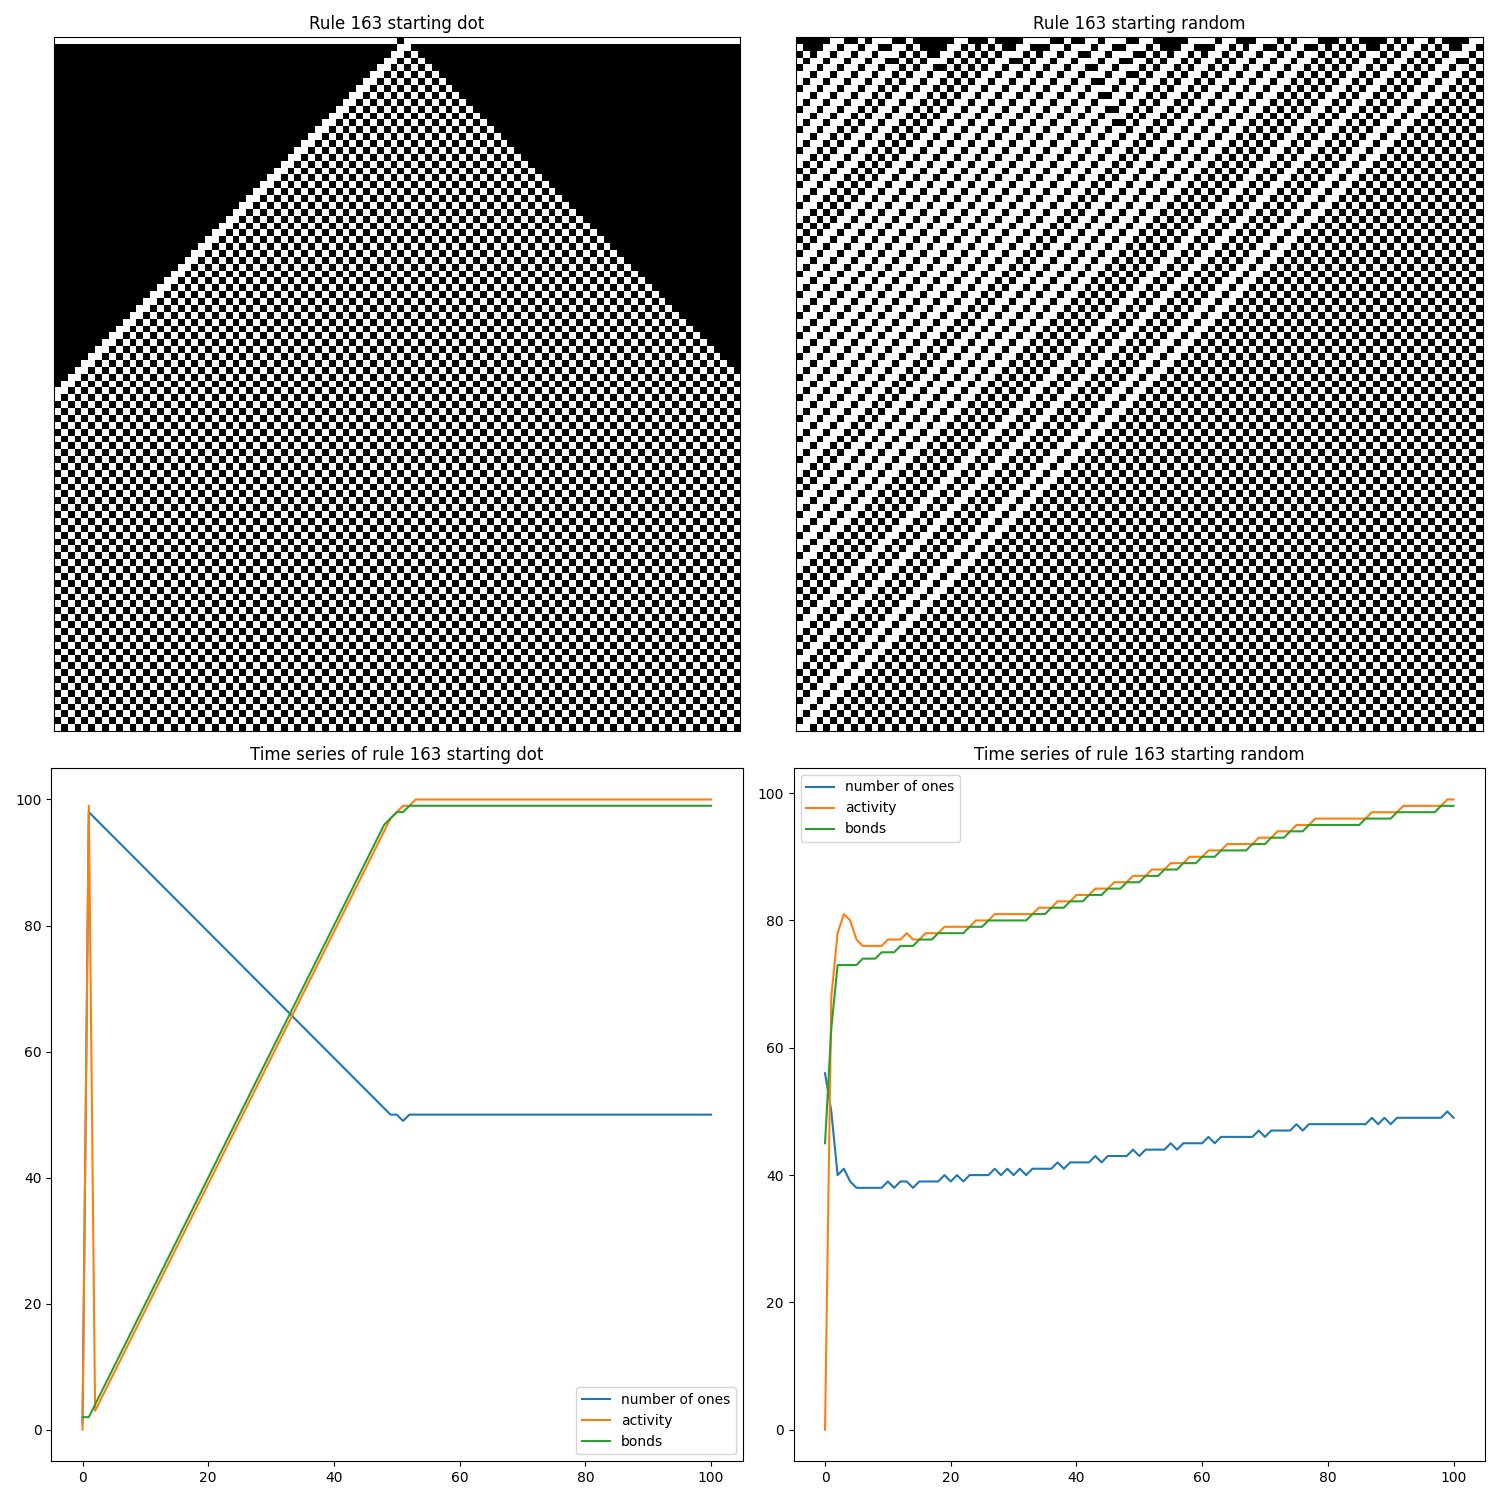 Rule 163 starting dot
Rule 163 starting random
Time series of rule 163 starting dot
100
80
60
40
20
0
number of ones
activity
bonds
0 20 40 60 80 100
Time series of rule 163 starting random
number of ones
activity
bonds
100
80
60
40
20
0
0 20 40 60 80 100